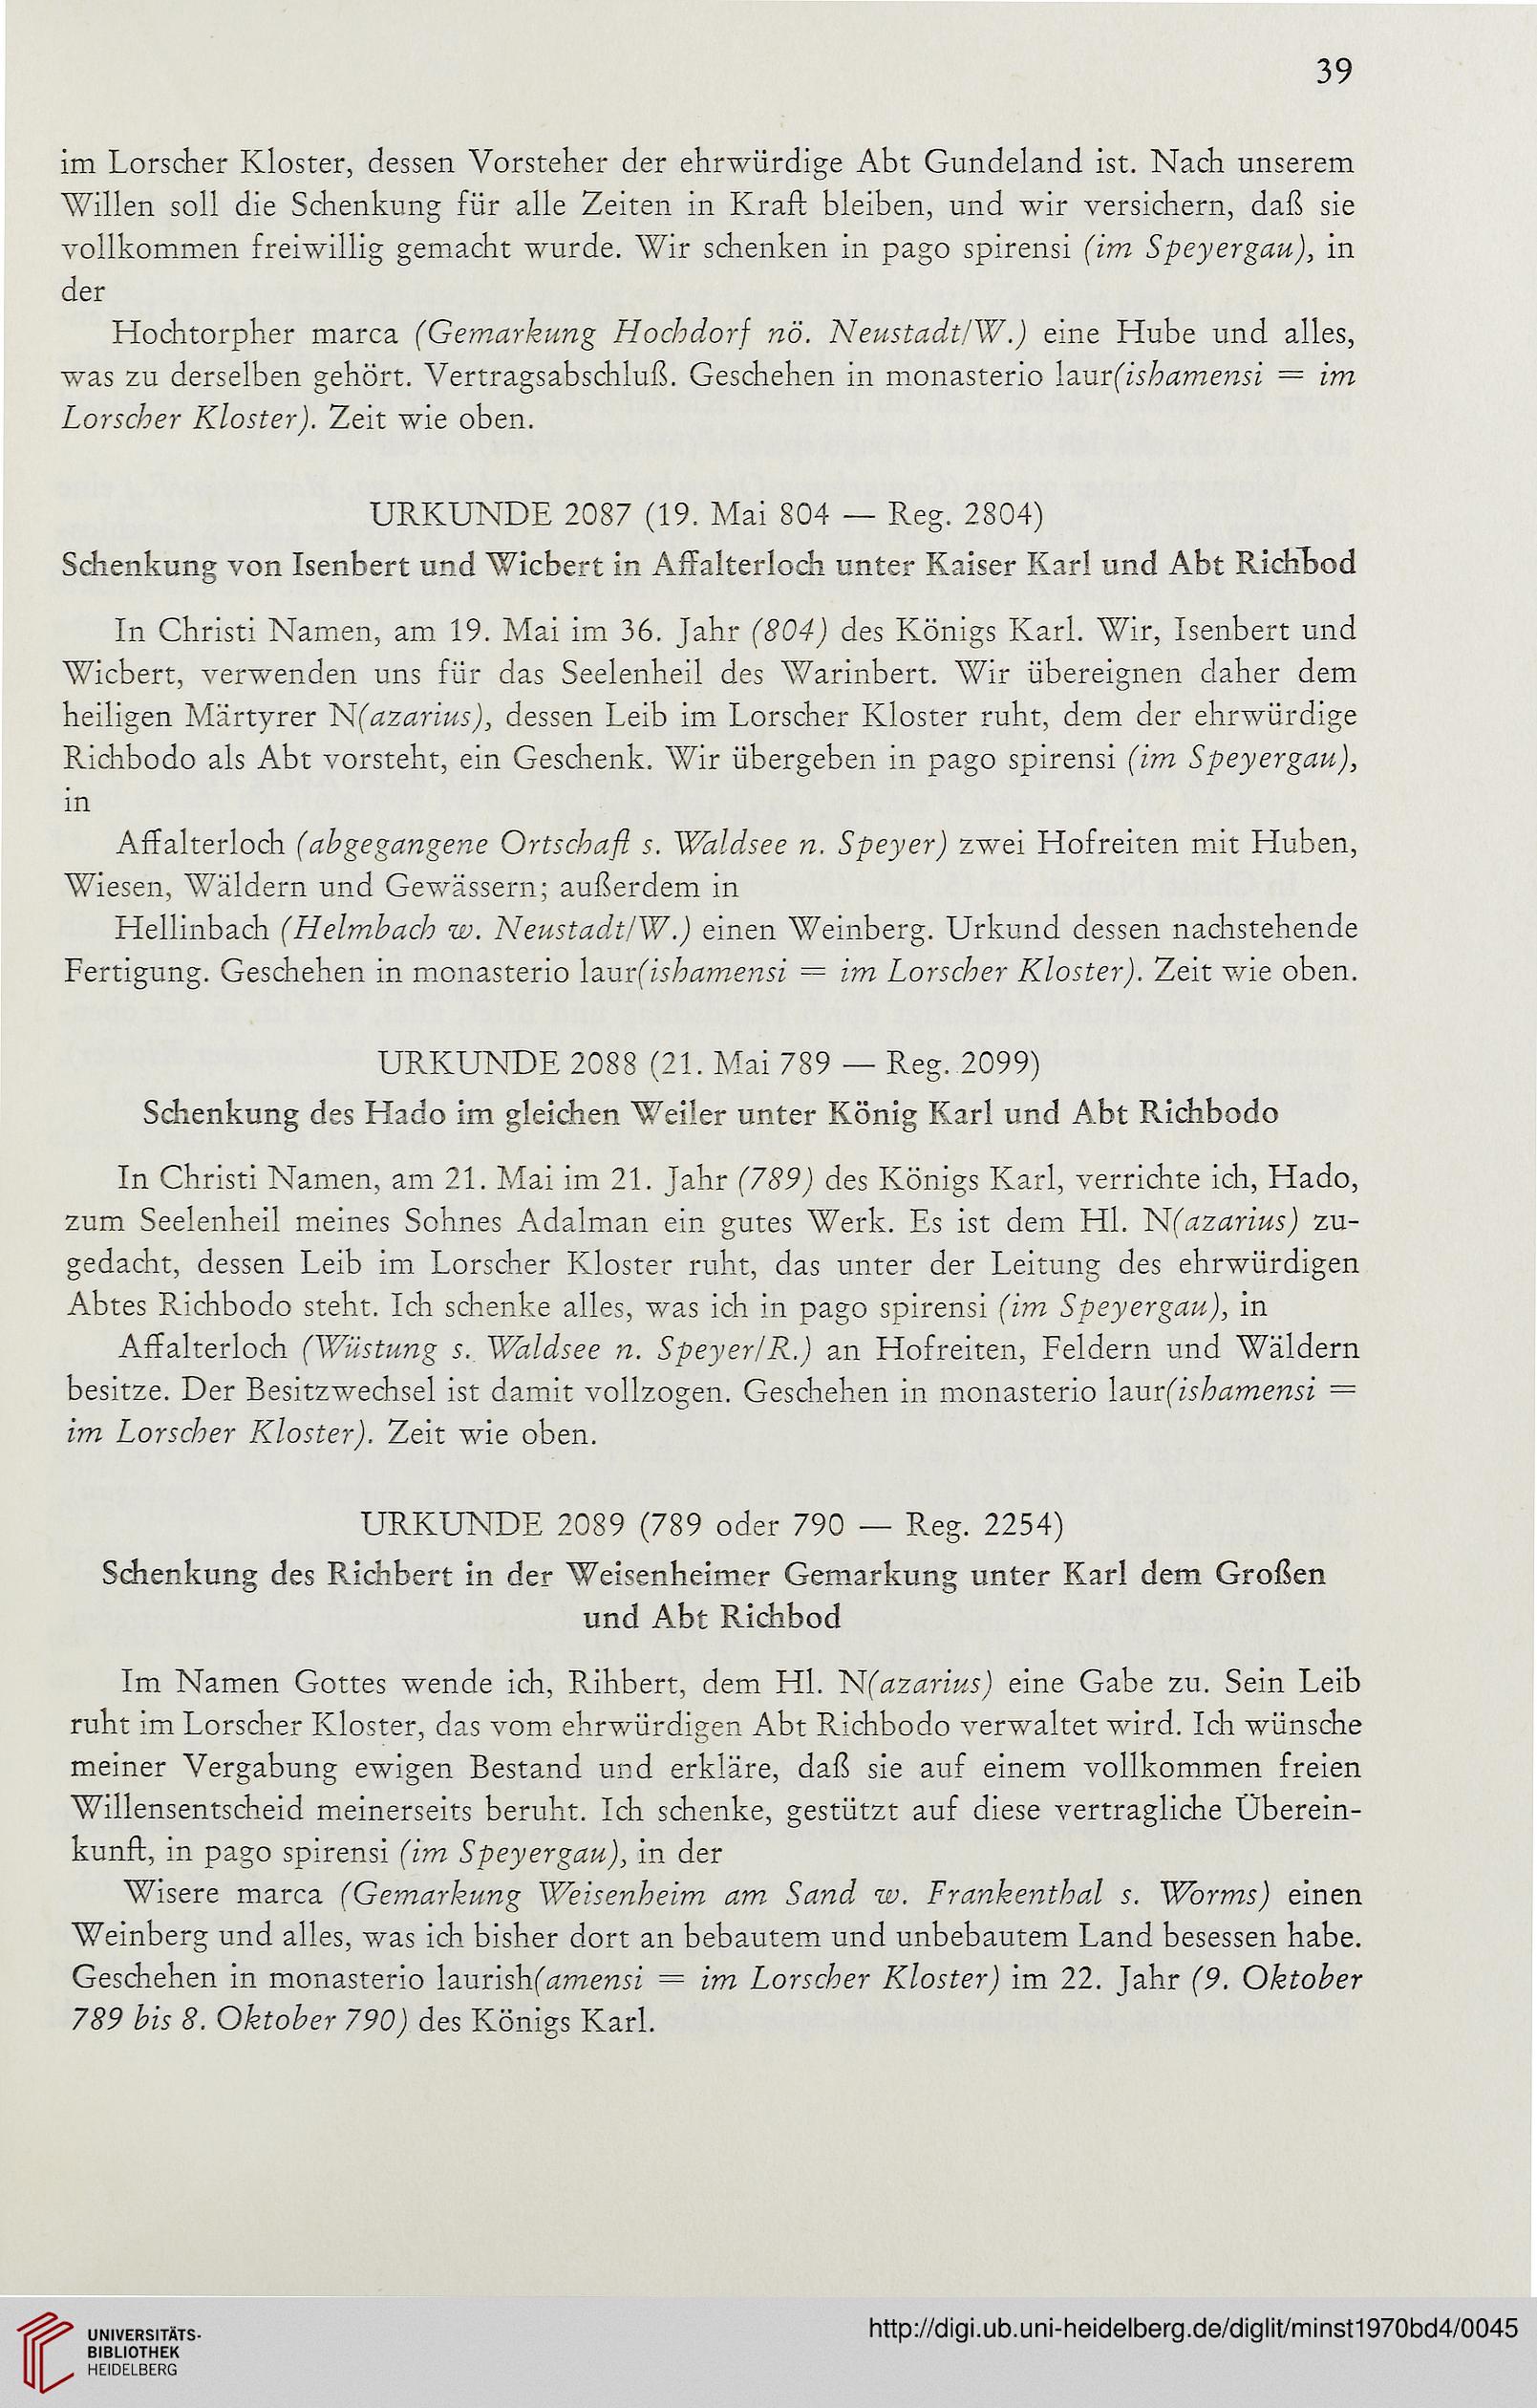 39
im Lorscher Kloster, dessen Vorsteher der ehrwürdige Abt Gundeland ist. Nach unserem
Willen soll die Schenkung für alle Zeiten in Kraft bleiben, und wir versichern, daß sie
vollkommen freiwillig gemacht wurde. Wir schenken in pago spirensi (im Speyergau), in
der
Hochtorpher marca (Gemarkung Hochdorf nö. Neustadt/W.) eine Hube und alles,
was zu derselben gehört. Vertragsabschluß. Geschehen in monasterio laur(ishamensi = im
Lorscher Kloster). Zeit wie oben.
URKUNDE 2087 (19. Mai 804 — Reg. 2804)
Schenkung von Isenbert und Wicbert in Affalterloch unter Kaiser Karl und Abt Richbod
In Christi Namen, am 19. Mai im 36. Jahr (804) des Königs Karl. Wir, Isenbert und
Wicbert, verwenden uns für das Seelenheil des Warinbert. Wir übereignen daher dem
heiligen Märtyrer N(azarius), dessen Leib im Lorscher Kloster ruht, dem der ehrwürdige
Richbodo als Abt vorsteht, ein Geschenk. Wir übergeben in pago spirensi (im Speyergau),
in
Affalterloch (abgegangene Ortschaft s. Waldsee n. Speyer) zwei Hofreiten mit Huben,
Wiesen, Wäldern und Gewässern; außerdem in
Hellinbach (Helmbach w. Neustadt/W.) einen Weinberg. Urkund dessen nachstehende
Fertigung. Geschehen in monasterio laur(ishamensi = im Lorscher Kloster). Zeit wie oben.
URKUNDE 2088 (21. Mai 789 — Reg. 2099)
Schenkung des Hado im gleichen Weiler unter König Karl und Abt Richbodo
In Christi Namen, am 21. Mai im 21. Jahr (789) des Königs Karl, verrichte ich, Hado,
zum Seelenheil meines Sohnes Adalman ein gutes Werk. Es ist dem Hl. N(azarius) zu-
gedacht, dessen Leib im Lorscher Kloster ruht, das unter der Leitung des ehrwürdigen
Abtes Richbodo steht. Ich schenke alles, was ich in pago spirensi (im Speyergau), in
Affalterloch (Wüstung s. Waldsee n. Speyer/R.) an Hofreiten, Feldern und Wäldern
besitze. Der Besitzwechsel ist damit vollzogen. Geschehen in monasterio laur(ishamensi =
im Lorscher Kloster). Zeit wie oben.
URKUNDE 2089 (789 oder 790 — Reg. 2254)
Schenkung des Richbert in der Weisenheimer Gemarkung unter Karl dem Großen
und Abt Richbod
Im Namen Gottes wende ich, Rihbert, dem Hl. N(azarius) eine Gabe zu. Sein Leib
ruht im Lorscher Kloster, das vom ehrwürdigen Abt Richbodo verwaltet wird. Ich wünsche
meiner Vergabung ewigen Bestand und erkläre, daß sie auf einem vollkommen freien
Willensentscheid meinerseits beruht. Ich schenke, gestützt auf diese vertragliche Überein-
kunft, in pago spirensi (im Speyergau), in der
Wisere marca (Gemarkung Weisenheim am Sand w. Frankenthal s. Worms) einen
Weinberg und alles, was ich bisher dort an bebautem und unbebautem Land besessen habe.
Geschehen in monasterio laurish(amensi = im Lorscher Kloster) im 22. Jahr (9. Oktober
789 bis 8. Oktober 790) des Königs Karl.
UNIVERSITÄTS-
BIBLIOTHEK
HEIDELBERG
http://digi.ub.uni-heidelberg.de/diglit/minst1970bd4/0045